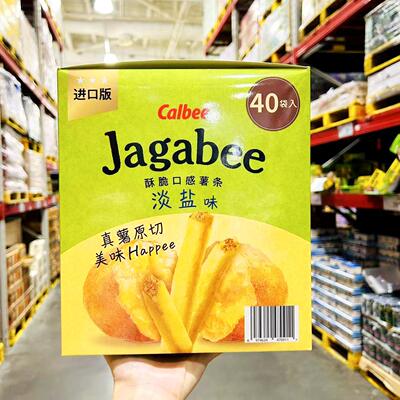 进口版
Calbee
40袋入
Jagabee
酥脆口感薯条
淡盐味
真薯原切
美味Happee